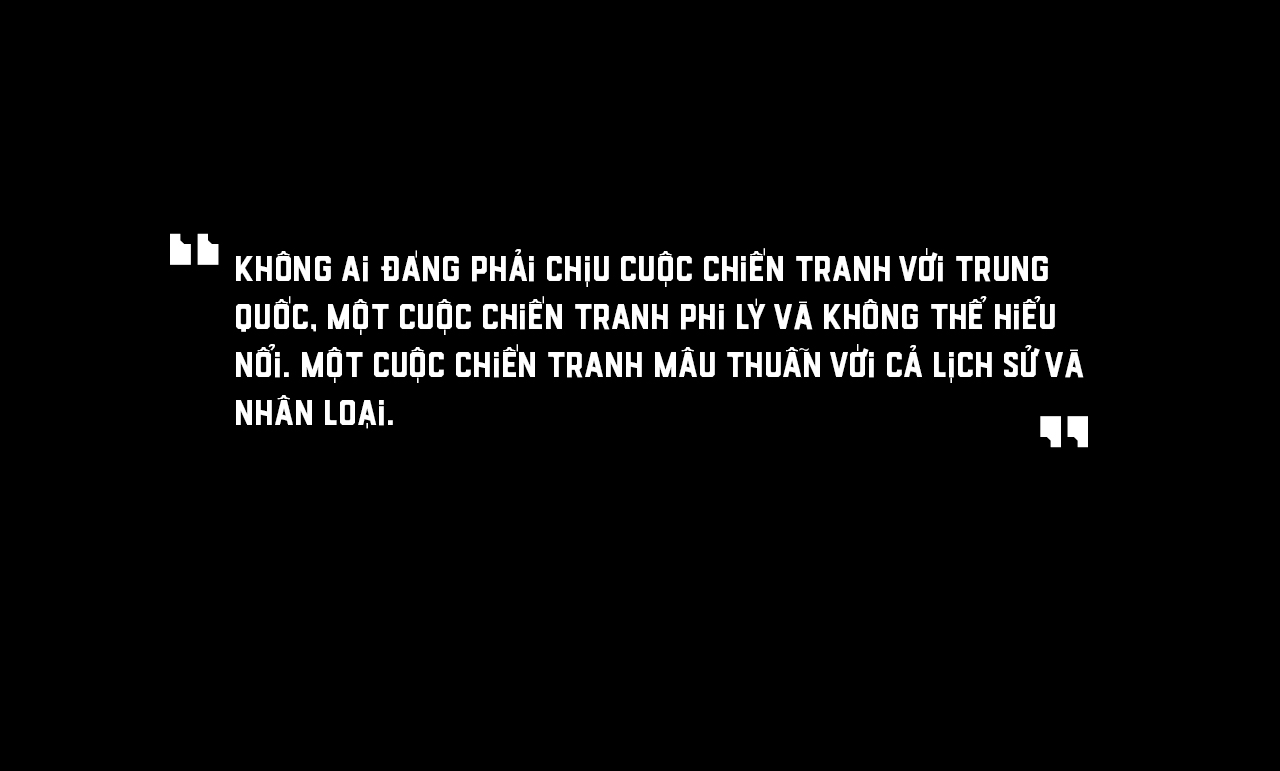 “KHÔNG AI ĐÁNG PHẢI CHỊU CUỘC CHIẾN TRANH VỚI TRUNG
QUỐC, MỘT CUỘC CHIẾN TRANH PHI LÝ VÀ KHÔNG THỂ HIỂU
NỔI. MỘT CUỘC CHIẾN TRANH MÂU THUẪN VỚI CẢ LỊCH SỬ VÀ
NHÂN LOẠI.”